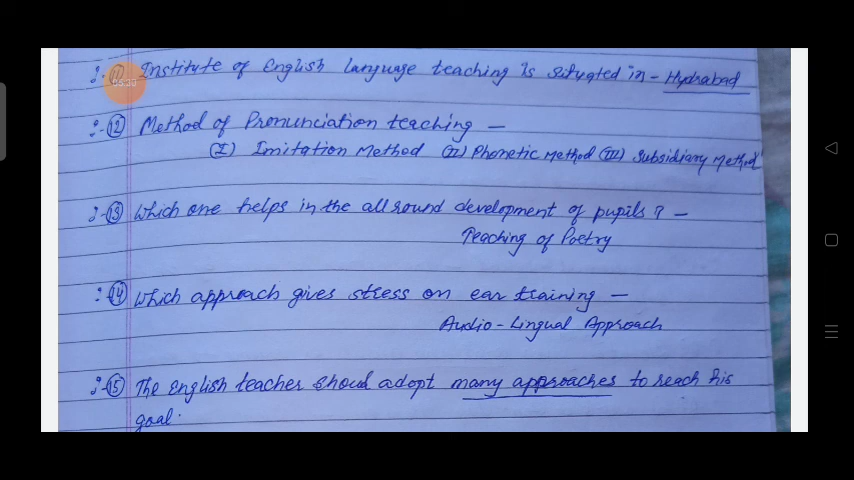 :- 11 Institute of English language teaching is situated in - Hydrabad
05:30
:- 12 Method of Pronunciation teaching —
(I) Imitation Method (II) Phonetic Method (III) Subsidiary Method
:- 13 Which one helps in the all round development of pupils? —
Teaching of Poetry
:- 14 Which approach gives stress on ear training —
Audio-Lingual Approach
:- 15 The English teacher shoud adopt many approaches to reach his
goal.